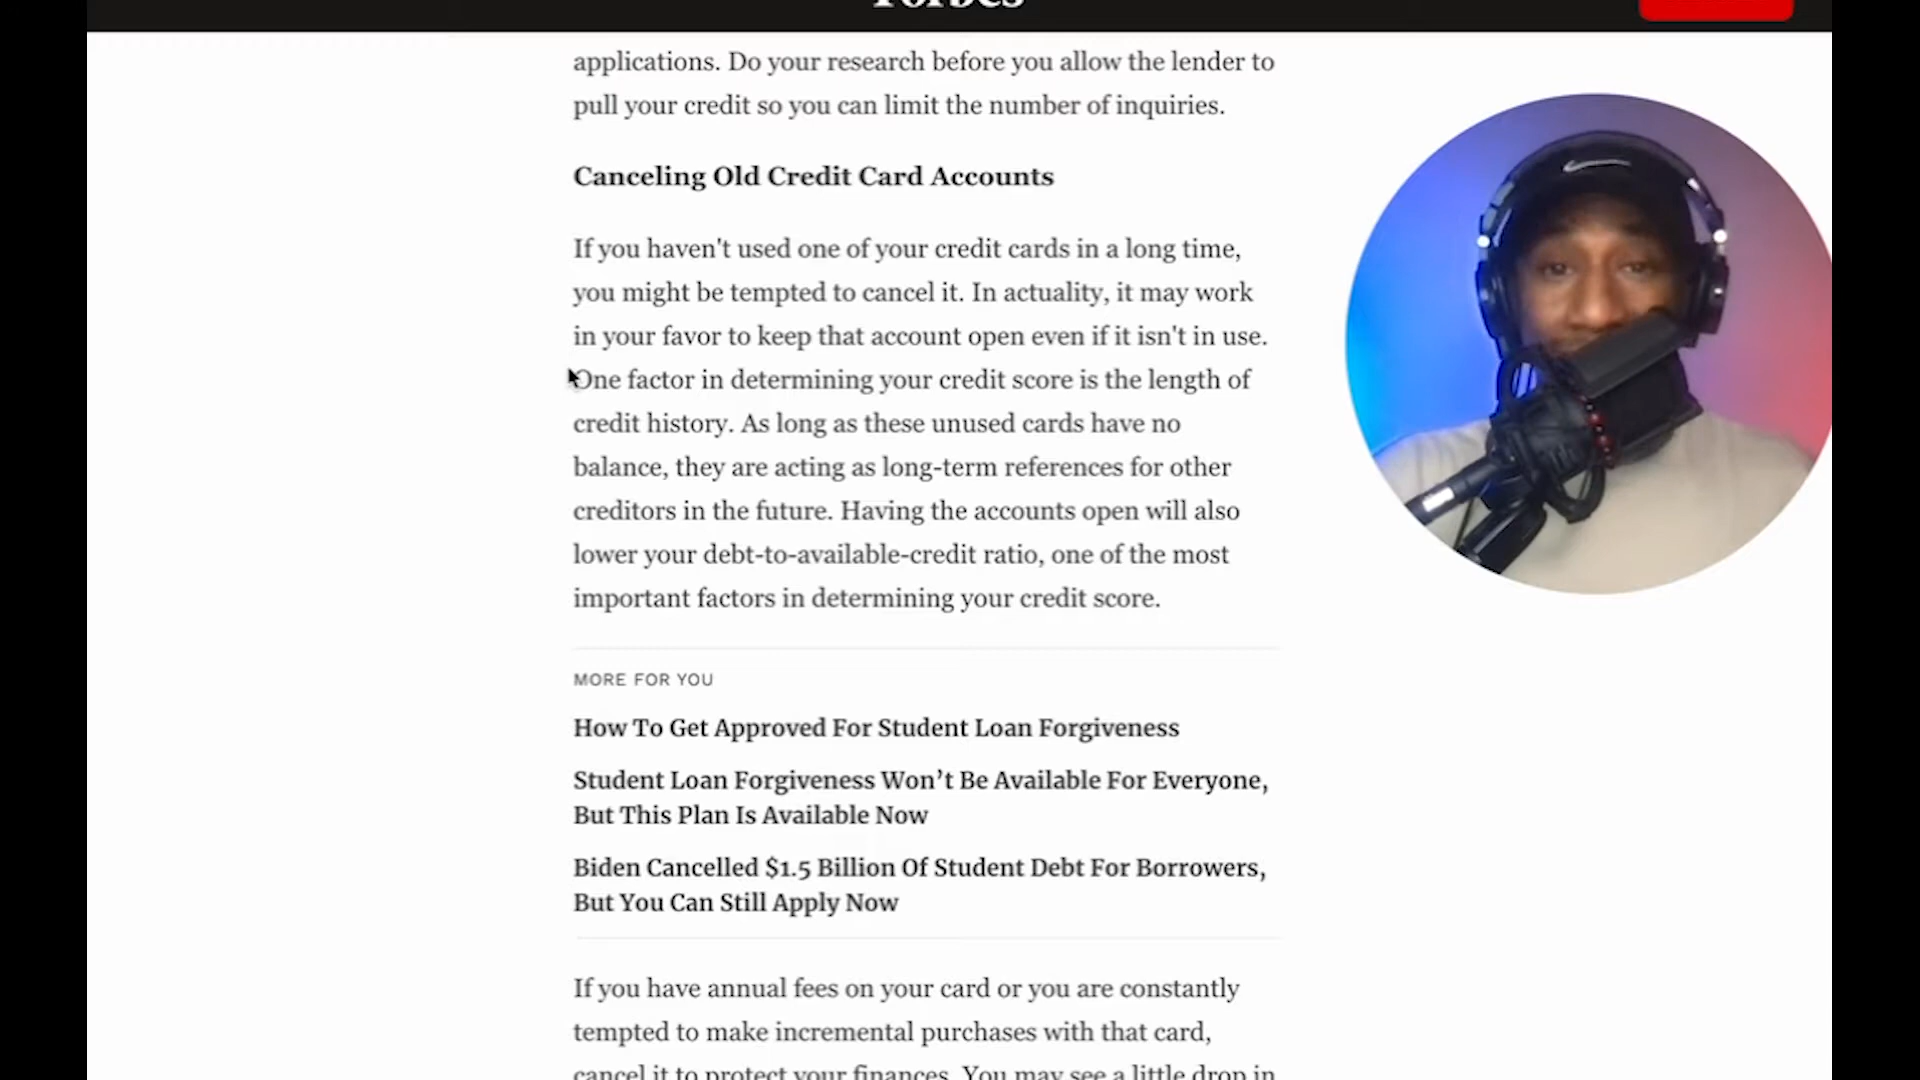 Forbes
applications. Do your research before you allow the lender to
pull your credit so you can limit the number of inquiries.
Canceling Old Credit Card Accounts
If you haven't used one of your credit cards in a long time,
you might be tempted to cancel it. In actuality, it may work
in your favor to keep that account open even if it isn't in use.
One factor in determining your credit score is the length of
credit history. As long as these unused cards have no
balance, they are acting as long-term references for other
creditors in the future. Having the accounts open will also
lower your debt-to-available-credit ratio, one of the most
important factors in determining your credit score.
MORE FOR YOU
How To Get Approved For Student Loan Forgiveness
Student Loan Forgiveness Won’t Be Available For Everyone,
But This Plan Is Available Now
Biden Cancelled $1.5 Billion Of Student Debt For Borrowers,
But You Can Still Apply Now
If you have annual fees on your card or you are constantly
tempted to make incremental purchases with that card,
cancel it to protect your finances. You may see a little drop in